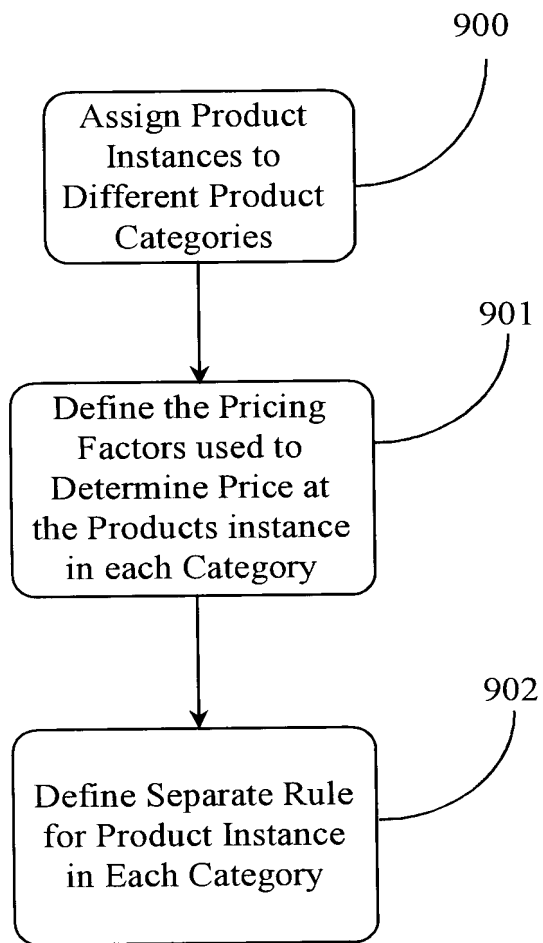 900
Assign Product
Instances to
Different Product
Categories
901
Define the Pricing
Factors used to
Determine Price at
the Products instance
in each Category
902
Define Separate Rule
for Product Instance
in Each Category